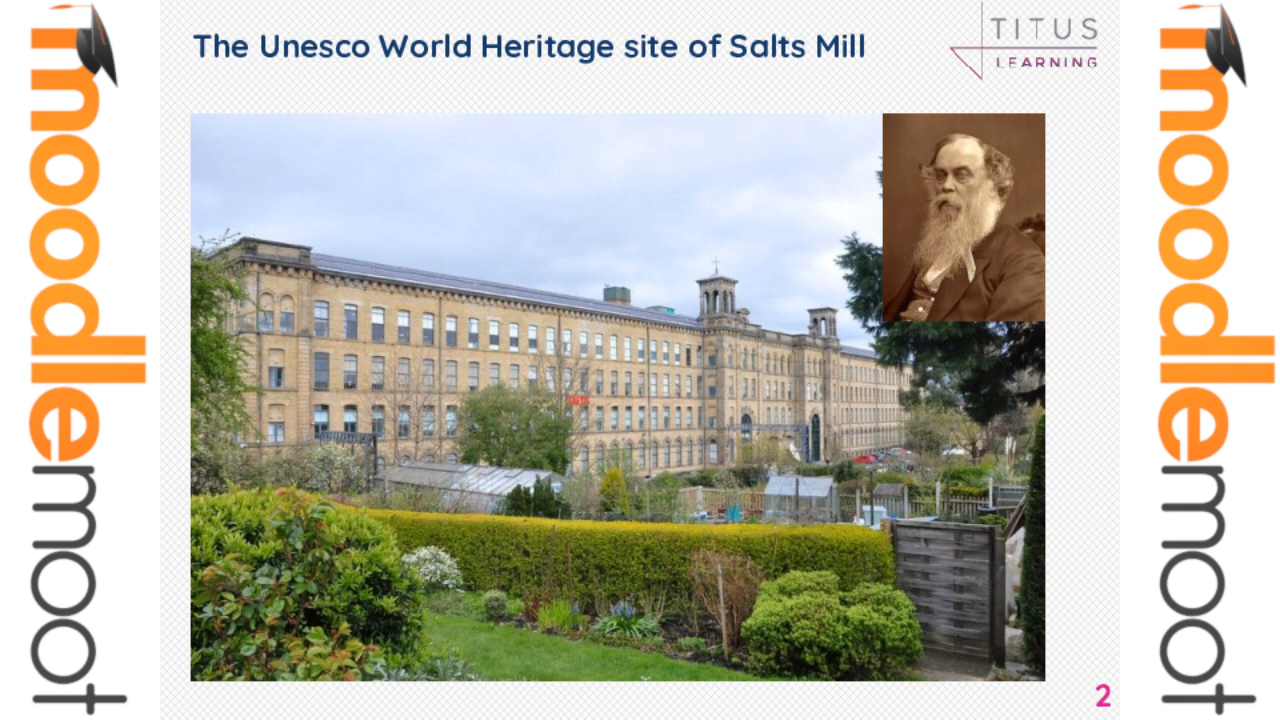 The Unesco World Heritage site of Salts Mill
TITUS
LEARNING
moodlemoot
moodlemoot
2